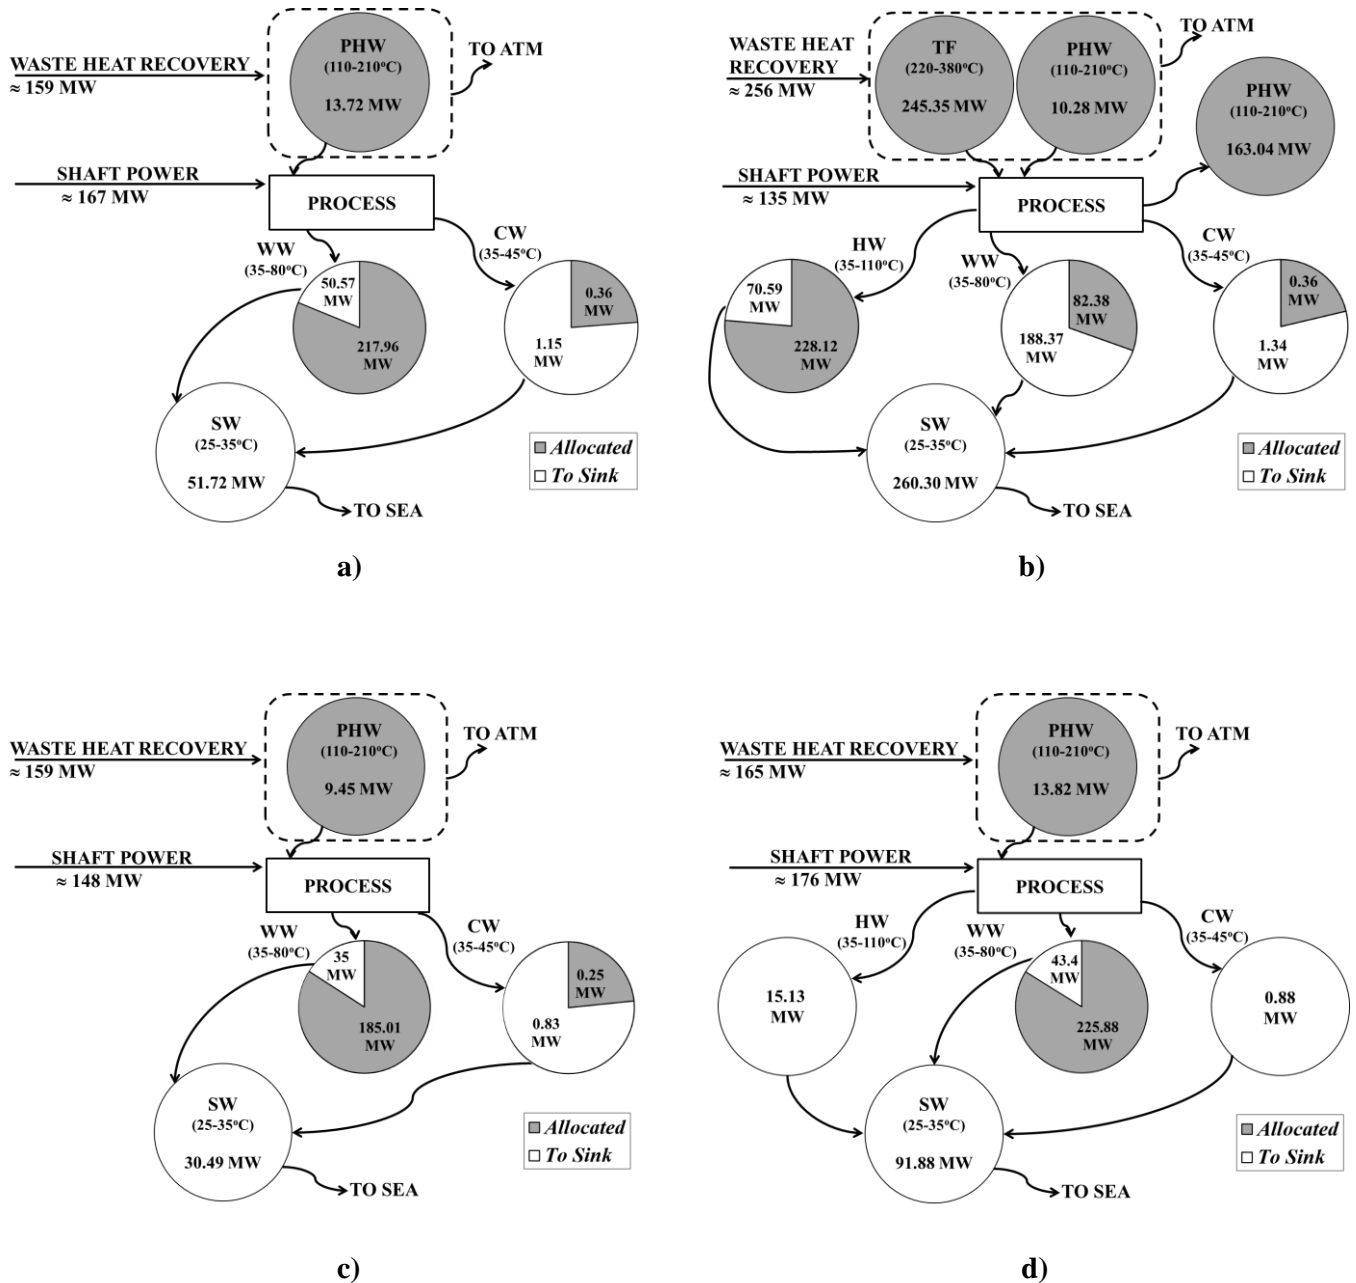 PHW
(110-210°C)
13.72 MW
WASTE HEAT RECOVERY
≈ 159 MW
TO ATM
SHAFT POWER
≈ 167 MW
PROCESS
WW
(35-80°C)
CW
(35-45°C)
50.57
MW
217.96
MW
0.36
MW
1.15
MW
SW
(25-35°C)
51.72 MW
Allocated
To Sink
TO SEA
a)
WASTE HEAT
RECOVERY
≈ 256 MW
TF
(220-380°C)
245.35 MW
PHW
(110-210°C)
10.28 MW
TO ATM
PHW
(110-210°C)
163.04 MW
SHAFT POWER
≈ 135 MW
PROCESS
HW
(35-110°C)
WW
(35-80°C)
CW
(35-45°C)
70.59
MW
228.12
MW
82.38
MW
188.37
MW
0.36
MW
1.34
MW
SW
(25-35°C)
260.30 MW
Allocated
To Sink
TO SEA
b)
PHW
(110-210°C)
9.45 MW
WASTE HEAT RECOVERY
≈ 159 MW
TO ATM
SHAFT POWER
≈ 148 MW
PROCESS
WW
(35-80°C)
CW
(35-45°C)
35
MW
185.01
MW
0.25
MW
0.83
MW
SW
(25-35°C)
30.49 MW
Allocated
To Sink
TO SEA
c)
PHW
(110-210°C)
13.82 MW
WASTE HEAT RECOVERY
≈ 165 MW
TO ATM
SHAFT POWER
≈ 176 MW
PROCESS
HW
(35-110°C)
WW
(35-80°C)
CW
(35-45°C)
15.13
MW
43.4
MW
225.88
MW
0.88
MW
SW
(25-35°C)
91.88 MW
Allocated
To Sink
TO SEA
d)